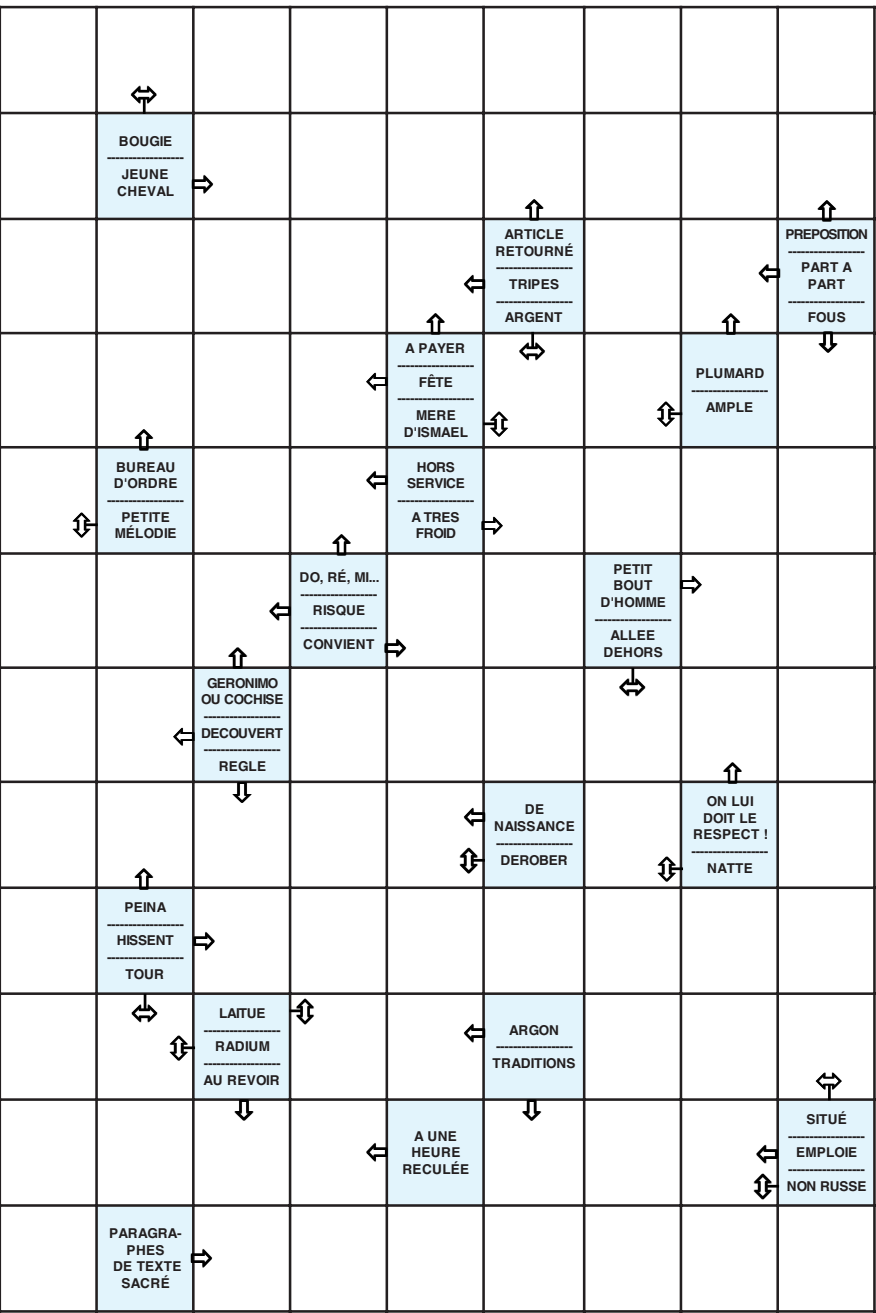 BOUGIE
JEUNE
CHEVAL
ARTICLE
RETOURNÉ
TRIPES
ARGENT
PREPOSITION
PART A
PART
FOUS
A PAYER
FÊTE
MERE
D'ISMAEL
PLUMARD
AMPLE
BUREAU
D'ORDRE
PETITE
MÉLODIE
HORS
SERVICE
A TRES
FROID
DO, RÉ, MI...
RISQUE
CONVIENT
PETIT
BOUT
D'HOMME
ALLEE
DEHORS
GERONIMO
OU COCHISE
DECOUVERT
REGLE
DE
NAISSANCE
DEROBER
ON LUI
DOIT LE
RESPECT !
NATTE
PEINA
HISSENT
TOUR
LAITUE
RADIUM
AU REVOIR
ARGON
TRADITIONS
A UNE
HEURE
RECULÉE
SITUÉ
EMPLOIE
NON RUSSE
PARAGRA-
PHES
DE TEXTE
SACRÉ